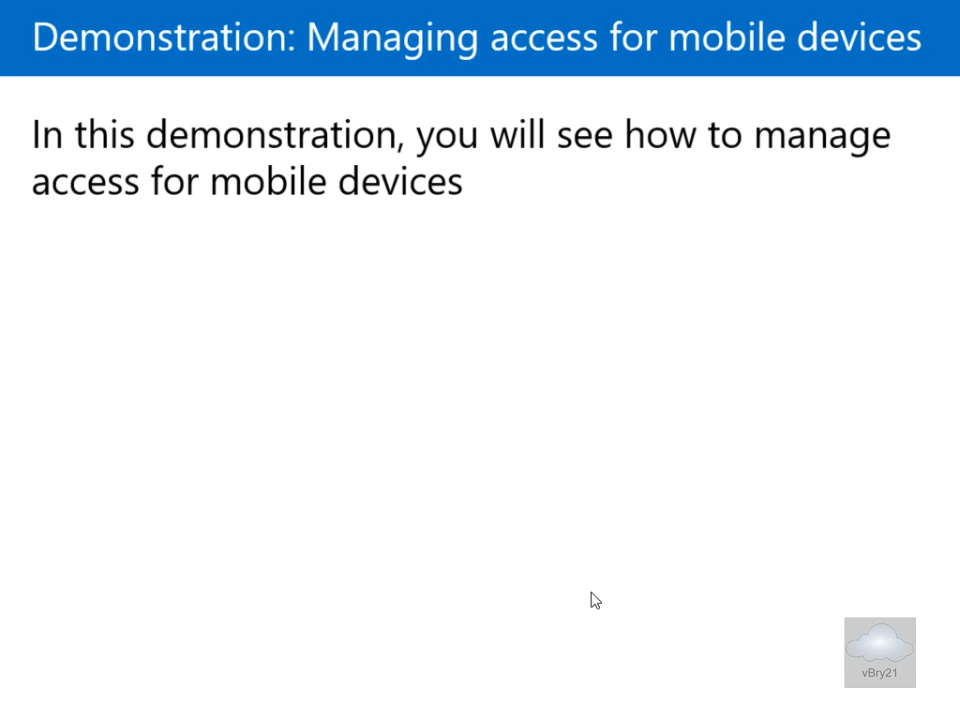 Demonstration: Managing access for mobile devices
In this demonstration, you will see how to manage
access for mobile devices
vBry21